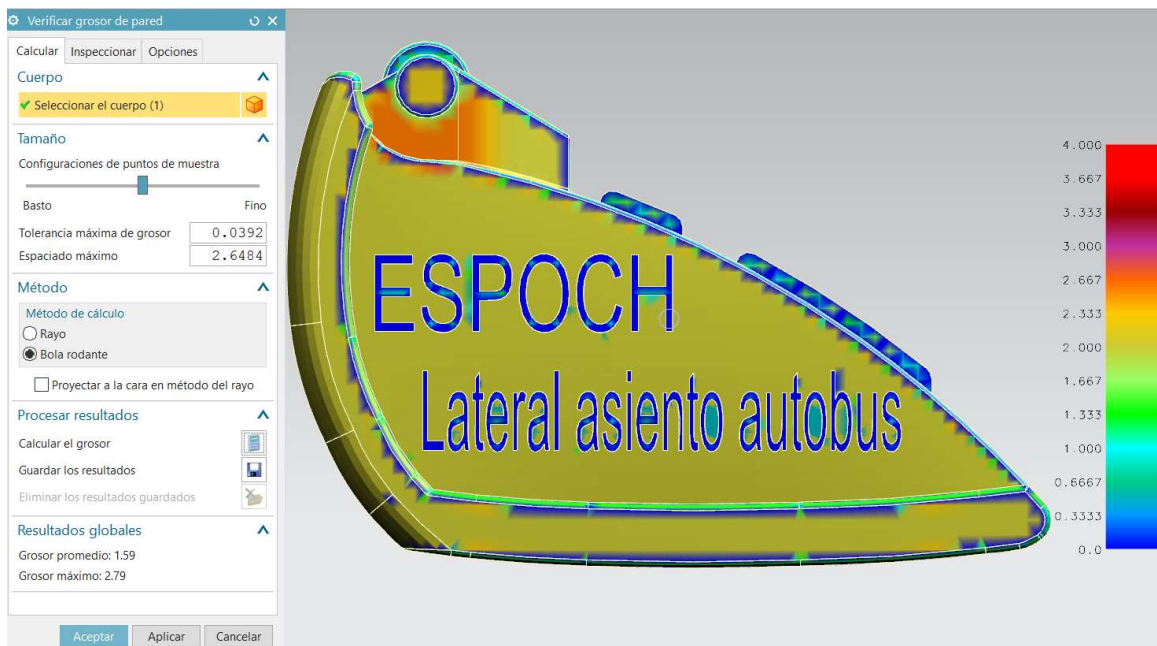 Verificar grosor de pared
Calcular Inspeccionar Opciones
Cuerpo
Seleccionar el cuerpo (1)
Tamaño
Configuraciones de puntos de muestra
Basto Fino
Tolerancia máxima de grosor 0.0392
Espaciado máximo 2.6484
Método
Método de cálculo
Rayo
Bola rodante
Proyectar a la cara en método del rayo
Procesar resultados
Calcular el grosor
Guardar los resultados
Eliminar los resultados guardados
Resultados globales
Grosor promedio: 1.59
Grosor máximo: 2.79
Aceptar Aplicar Cancelar
ESPOCH
Lateral asiento autobus
4.000
3.667
3.333
3.000
2.667
2.333
2.000
1.667
1.333
1.000
0.6667
0.3333
0.0